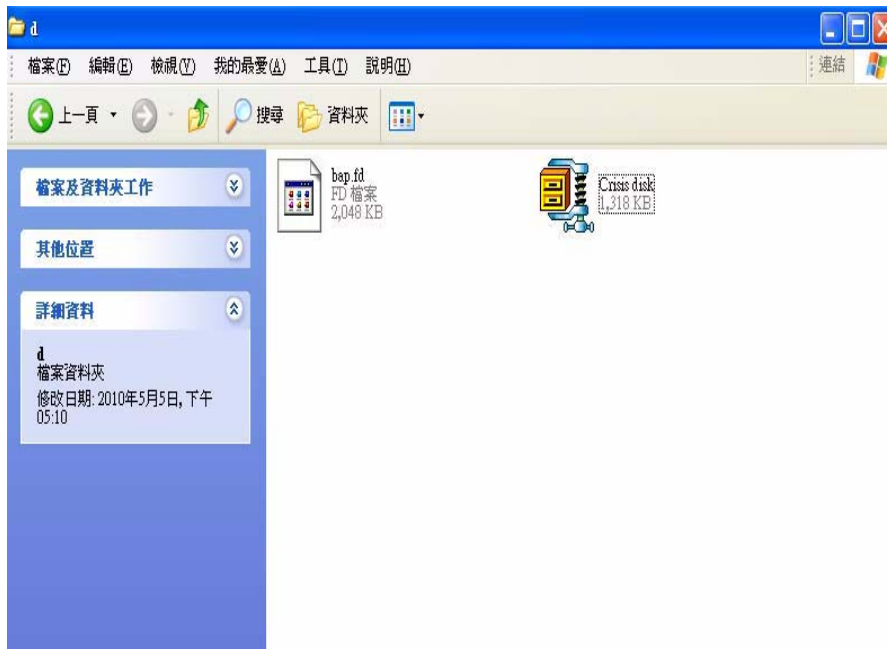 d
檔案(F) 編輯(E) 檢視(V) 我的最愛(A) 工具(T) 說明(H) 連結
上一頁 搜尋 資料夾
檔案及資料夾工作
其他位置
詳細資料
d
檔案資料夾
修改日期: 2010年5月5日, 下午
05:10
bap.fd
FD 檔案
2,048 KB
Crisis disk
1,318 KB